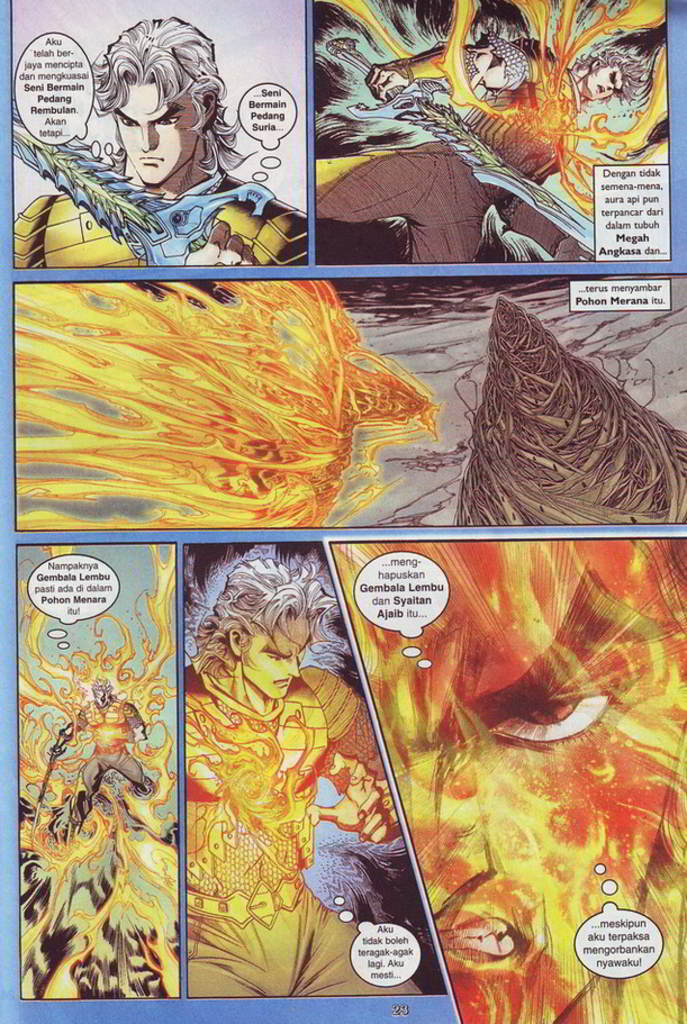 Aku
telah ber-
jaya mencipta
dan mengkuasai
Seni Bermain
Pedang
Rembulan.
Akan
tetapi...
...Seni
Bermain
Pedang
Suria...
Dengan tidak
semena-mena,
aura api pun
terpancar dari
dalam tubuh
Megah
Angkasa dan...
...terus menyambar
Pohon Merana itu.
Nampaknya
Gembala Lembu
pasti ada di dalam
Pohon Menara
itu!
Aku
tidak boleh
teragak-agak
lagi. Aku
mesti...
...meng-
hapuskan
Gembala Lembu
dan Syaitan
Ajaib itu...
...meskipun
aku terpaksa
mengorbankan
nyawaku!
23